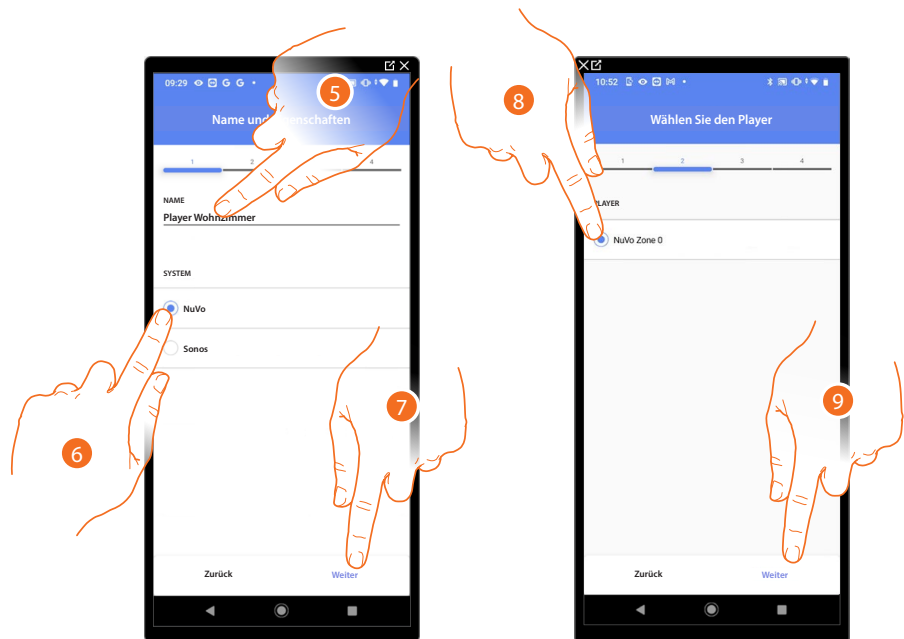 09:29 G G
5
Name und enschaften
1 2 4
NAME
Player Wohnzimmer
SYSTEM
NuVo
Sonos
6
7
Zurück Weiter
8
10:52
Wählen Sie den Player
1 2 3 4
PLAYER
NuVo Zone 0
9
Zurück Weiter